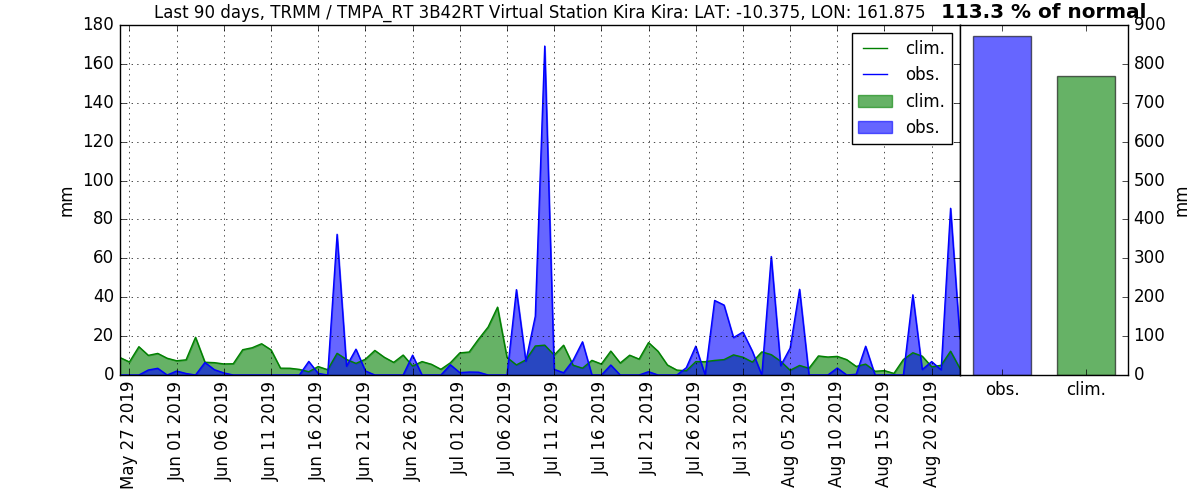 Last 90 days, TRMM / TMPA_RT 3B42RT Virtual Station Kira Kira: LAT: -10.375, LON: 161.875 113.3 % of normal
180
160
140
120
100
80
60
40
20
0
mm
clim.
obs.
clim.
obs.
900
800
700
600
500
400
300
200
100
0
mm
obs.
clim.
May 27 2019
Jun 01 2019
Jun 06 2019
Jun 11 2019
Jun 16 2019
Jun 21 2019
Jun 26 2019
Jul 01 2019
Jul 06 2019
Jul 11 2019
Jul 16 2019
Jul 21 2019
Jul 26 2019
Jul 31 2019
Aug 05 2019
Aug 10 2019
Aug 15 2019
Aug 20 2019